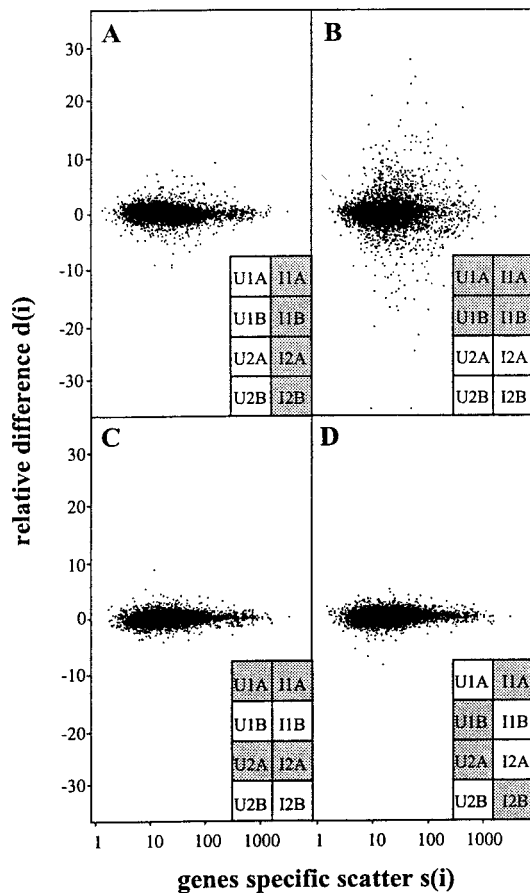 A
B
30
20
10
0
-10
-20
-30
U1A I1A
U1B I1B
U2A I2A
U2B I2B
U1A I1A
U1B I1B
U2A I2A
U2B I2B
relative difference d(i)
C
D
30
20
10
0
-10
-20
-30
U1A I1A
U1B I1B
U2A I2A
U2B I2B
U1A I1A
U1B I1B
U2A I2A
U2B I2B
1 10 100 1000
1 10 100 1000
genes specific scatter s(i)